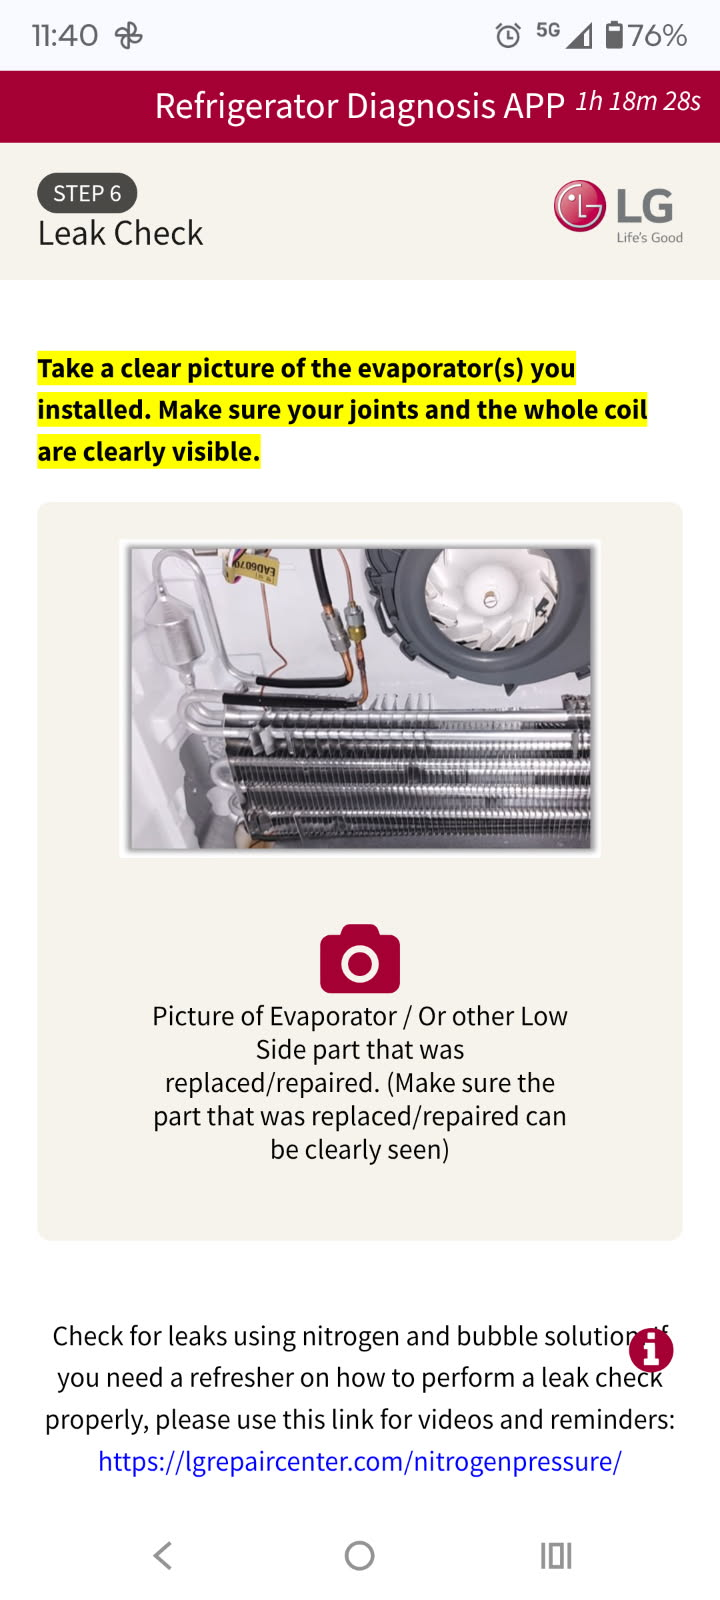 11:40 5G 76%
Refrigerator Diagnosis APP 1h 18m 28s
STEP 6
Leak Check
LG
Life's Good
Take a clear picture of the evaporator(s) you
installed. Make sure your joints and the whole coil
are clearly visible.
EAD6070
Picture of Evaporator / Or other Low
Side part that was
replaced/repaired. (Make sure the
part that was replaced/repaired can
be clearly seen)
Check for leaks using nitrogen and bubble solution. If
you need a refresher on how to perform a leak check
properly, please use this link for videos and reminders:
https://lgrepaircenter.com/nitrogenpressure/